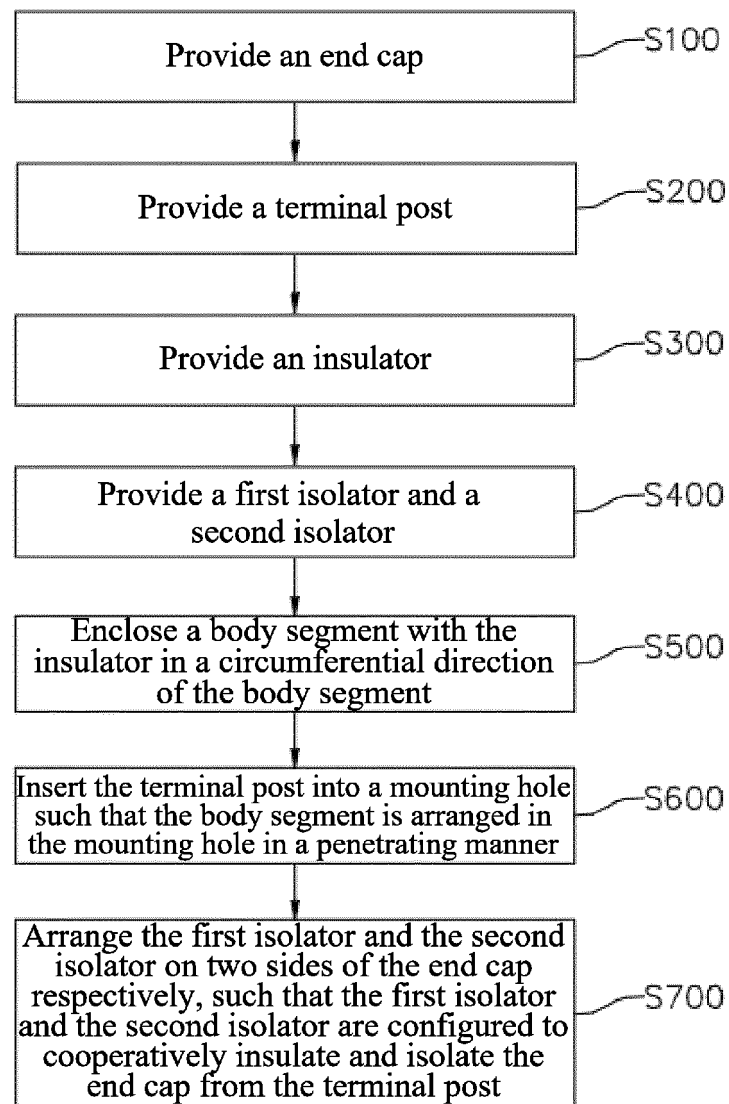 Provide an end cap
S100
Provide a terminal post
S200
Provide an insulator
S300
Provide a first isolator and a
second isolator
S400
Enclose a body segment with the
insulator in a circumferential direction
of the body segment
S500
Insert the terminal post into a mounting hole
such that the body segment is arranged in
the mounting hole in a penetrating manner
S600
Arrange the first isolator and the second
isolator on two sides of the end cap
respectively, such that the first isolator
and the second isolator are configured to
cooperatively insulate and isolate the
end cap from the terminal post
S700